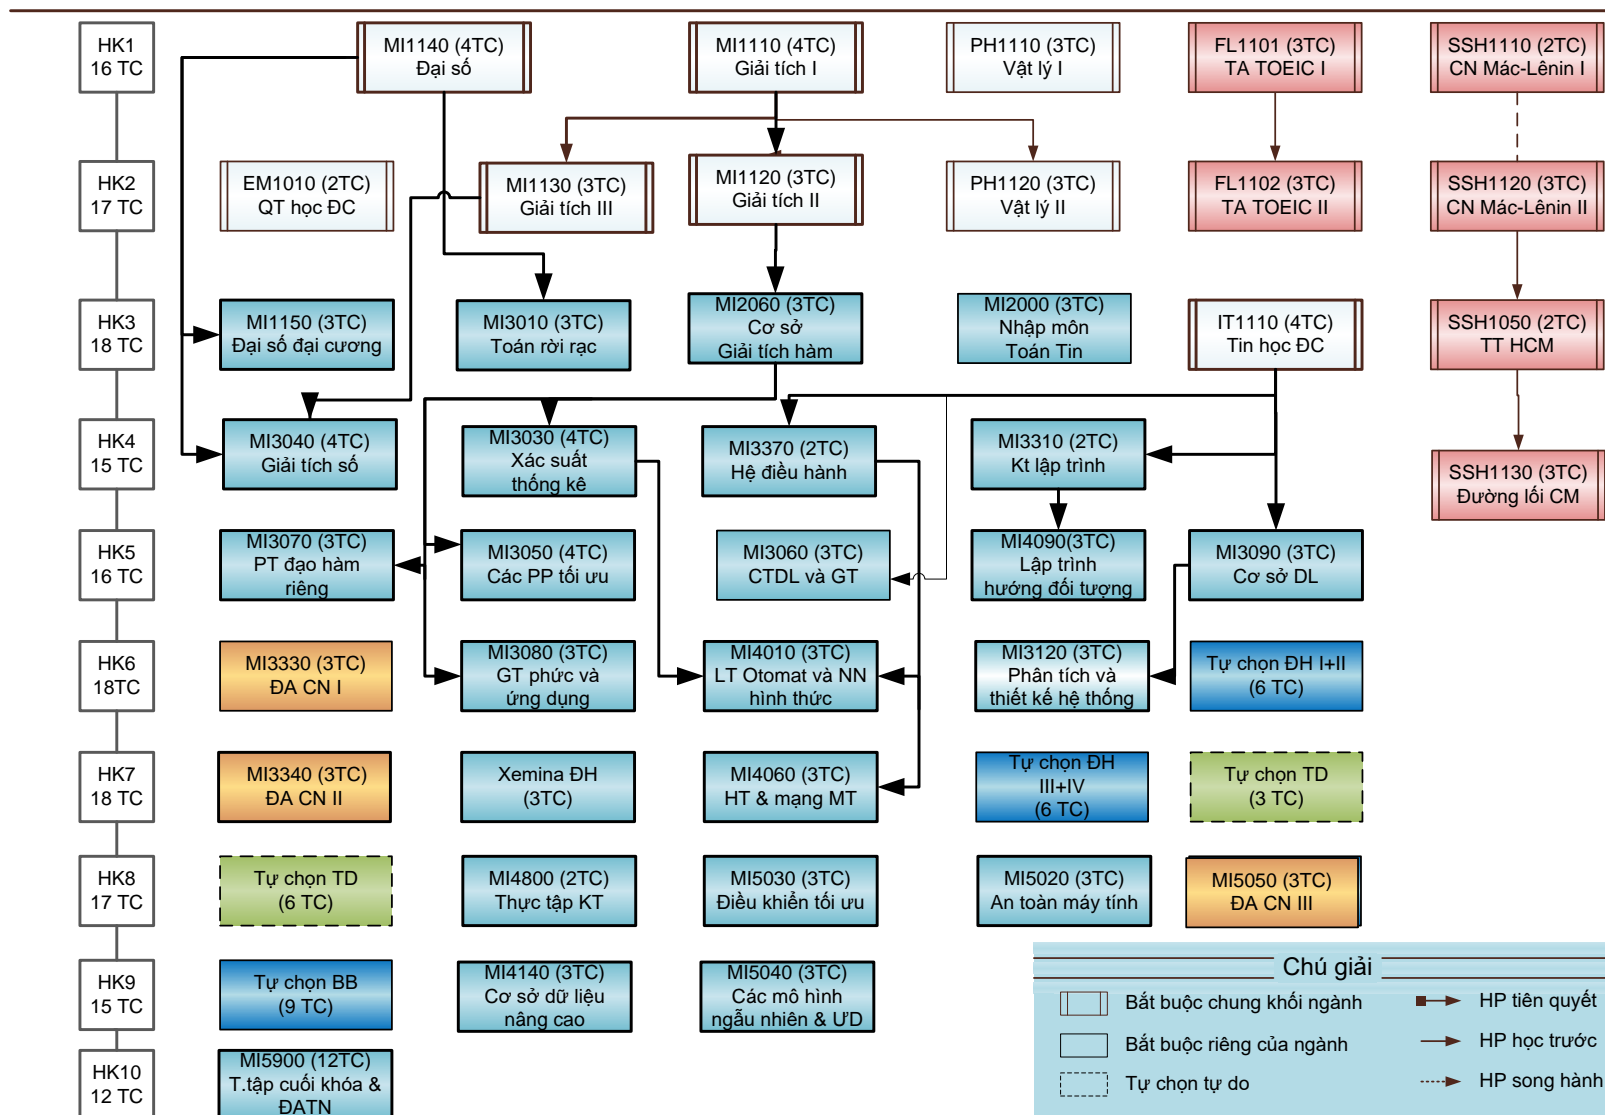 HK1
16 TC
MI1140 (4TC)
Đại số
MI1110 (4TC)
Giải tích I
PH1110 (3TC)
Vật lý I
FL1101 (3TC)
TA TOEIC I
SSH1110 (2TC)
CN Mác-Lênin I
HK2
17 TC
EM1010 (2TC)
QT học ĐC
MI1130 (3TC)
Giải tích III
MI1120 (3TC)
Giải tích II
PH1120 (3TC)
Vật lý II
FL1102 (3TC)
TA TOEIC II
SSH1120 (3TC)
CN Mác-Lênin II
HK3
18 TC
MI1150 (3TC)
Đại số đại cương
MI3010 (3TC)
Toán rời rạc
MI2060 (3TC)
Cơ sở
Giải tích hàm
MI2000 (3TC)
Nhập môn
Toán Tin
IT1110 (4TC)
Tin học ĐC
SSH1050 (2TC)
TT HCM
HK4
15 TC
MI3040 (4TC)
Giải tích số
MI3030 (4TC)
Xác suất
thống kê
MI3370 (2TC)
Hệ điều hành
MI3310 (2TC)
Kt lập trình
SSH1130 (3TC)
Đường lối CM
HK5
16 TC
MI3070 (3TC)
PT đạo hàm
riêng
MI3050 (4TC)
Các PP tối ưu
MI3060 (3TC)
CTDL và GT
MI4090(3TC)
Lập trình
hướng đối tượng
MI3090 (3TC)
Cơ sở DL
HK6
18TC
MI3330 (3TC)
ĐA CN I
MI3080 (3TC)
GT phức và
ứng dụng
MI4010 (3TC)
LT Otomat và NN
hình thức
MI3120 (3TC)
Phân tích và
thiết kế hệ thống
Tự chọn ĐH I+II
(6 TC)
HK7
18 TC
MI3340 (3TC)
ĐA CN II
Xemina ĐH
(3TC)
MI4060 (3TC)
HT & mạng MT
Tự chọn ĐH
III+IV
(6 TC)
Tự chọn TD
(3 TC)
HK8
17 TC
Tự chọn TD
(6 TC)
MI4800 (2TC)
Thực tập KT
MI5030 (3TC)
Điều khiển tối ưu
MI5020 (3TC)
An toàn máy tính
MI5050 (3TC)
ĐA CN III
HK9
15 TC
Tự chọn BB
(9 TC)
MI4140 (3TC)
Cơ sở dữ liệu
nâng cao
MI5040 (3TC)
Các mô hình
ngẫu nhiên & ƯD
HK10
12 TC
MI5900 (12TC)
T.tập cuối khóa &
ĐATN
Chú giải
Bắt buộc chung khối ngành
HP tiên quyết
Bắt buộc riêng của ngành
HP học trước
Tự chọn tự do
HP song hành